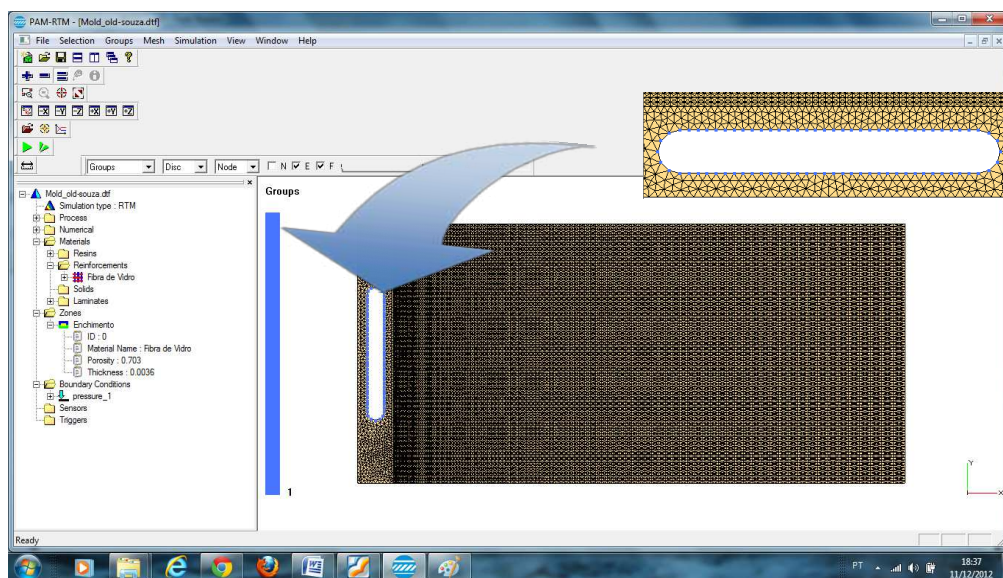 PAM-RTM - [Mold_old-souza.dtf]
File Selection Groups Mesh Simulation View Window Help
-X -Y -Z +X +Y +Z
Groups Disc Node N E F
Mold_old-souza.dtf
Simulation type : RTM
Process
Numerical
Materials
Resins
Reinforcements
Fibra de Vidro
Solids
Laminates
Zones
Enchimento
ID : 0
Material Name : Fibra de Vidro
Porosity : 0.703
Thickness : 0.0036
Boundary Conditions
pressure_1
Sensors
Triggers
Groups
1
Y
X
Ready
PT
18:37
11/12/2012